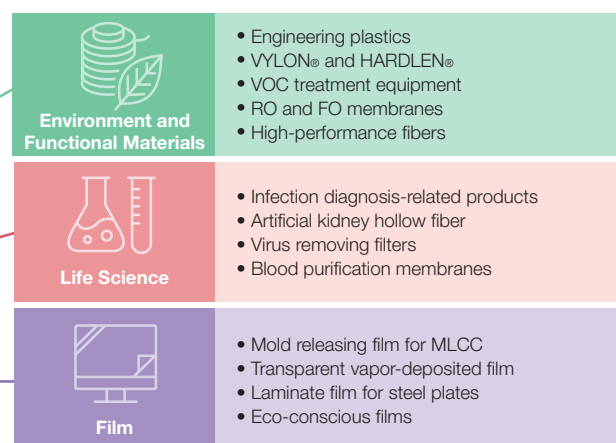 Environment and
Functional Materials
• Engineering plastics
• VYLON® and HARDLEN®
• VOC treatment equipment
• RO and FO membranes
• High-performance fibers
Life Science
• Infection diagnosis-related products
• Artificial kidney hollow fiber
• Virus removing filters
• Blood purification membranes
Film
• Mold releasing film for MLCC
• Transparent vapor-deposited film
• Laminate film for steel plates
• Eco-conscious films